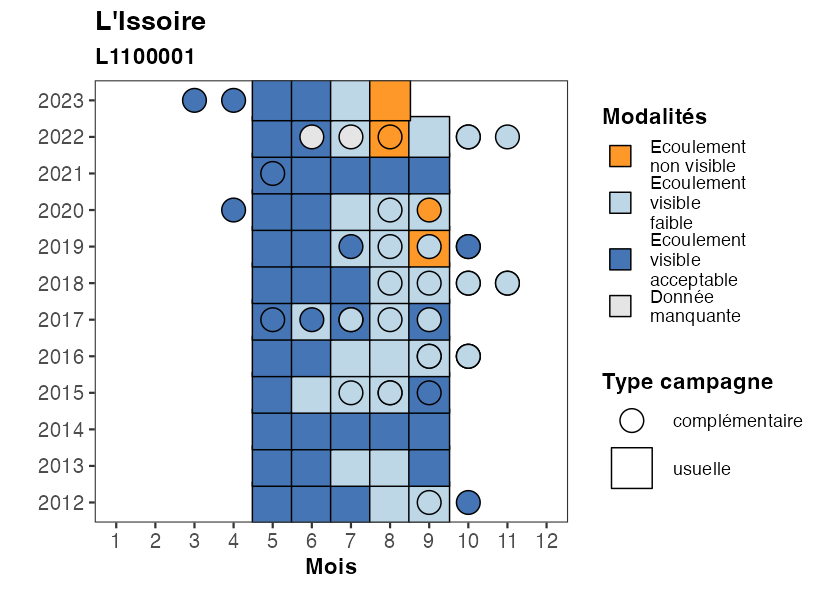 L'Issoire
L1100001
2023
2022
2021
2020
2019
2018
2017
2016
2015
2014
2013
2012
1 2 3 4 5 6 7 8 9 10 11 12
Mois
Modalités
Ecoulement
non visible
Ecoulement
visible
faible
Ecoulement
visible
acceptable
Donnée
manquante
Type campagne
complémentaire
usuelle